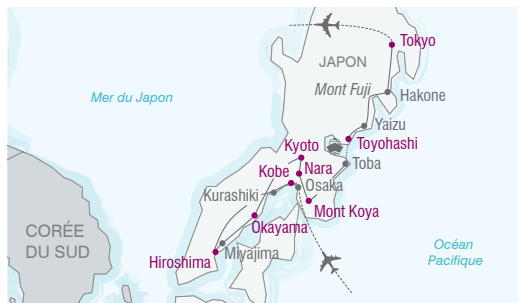 Tokyo
JAPON
Mont Fuji
Hakone
Mer du Japon
Yaizu
Toyohashi
Kyoto
Toba
Nara
Kobe
Osaka
Kurashiki
Mont Koya
Okayama
CORÉE
DU SUD
Miyajima
Hiroshima
Océan
Pacifique